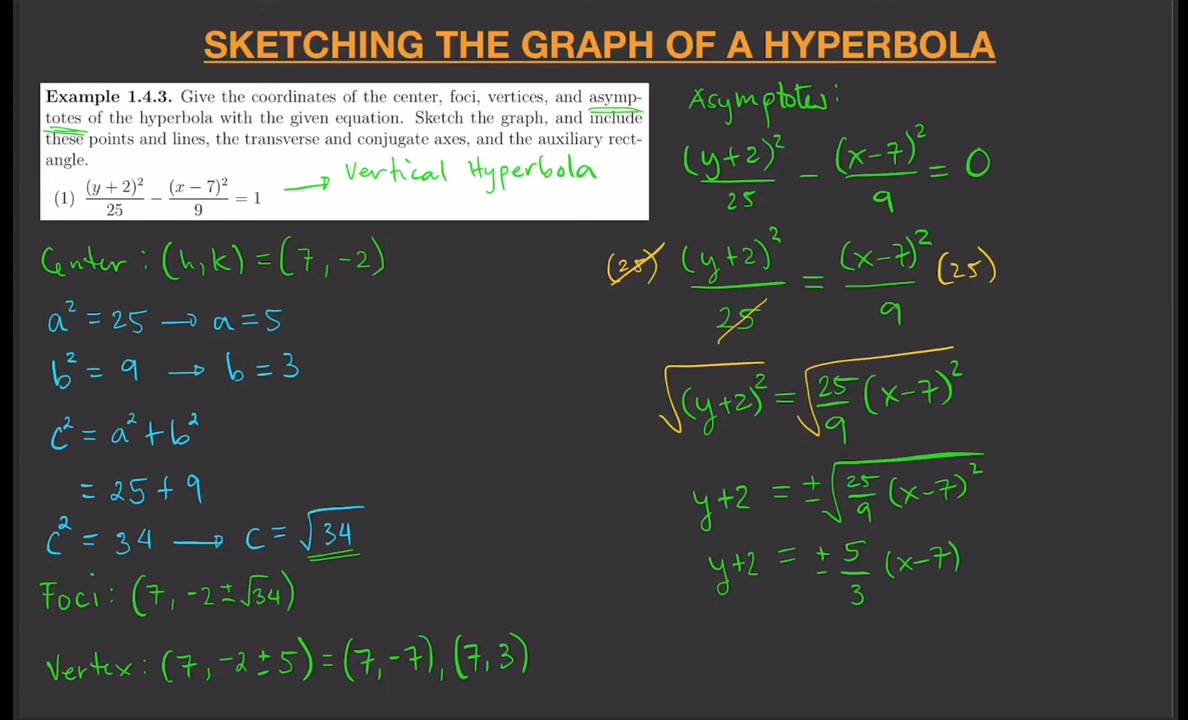 SKETCHING THE GRAPH OF A HYPERBOLA
Example 1.4.3. Give the coordinates of the center, foci, vertices, and asymp-
totes of the hyperbola with the given equation. Sketch the graph, and include
these points and lines, the transverse and conjugate axes, and the auxiliary rect-
angle.
(1) (y + 2)²/25 − (x − 7)²/9 = 1 → Vertical Hyperbola
Center : (h,k) = (7, -2)
a² = 25 → a = 5
b² = 9 → b = 3
c² = a² + b²
= 25 + 9
c² = 34 → c = √34
Foci : (7, -2 ± √34)
Vertex : (7, -2 ± 5) = (7, -7), (7, 3)
Asymptotes :
(y+2)²/25 − (x−7)²/9 = 0
(25) (y+2)²/25 = (x−7)²/9 (25)
√(y+2)² = √25/9 (x−7)²
y+2 = ± √25/9 (x−7)²
y+2 = ± 5/3 (x−7)